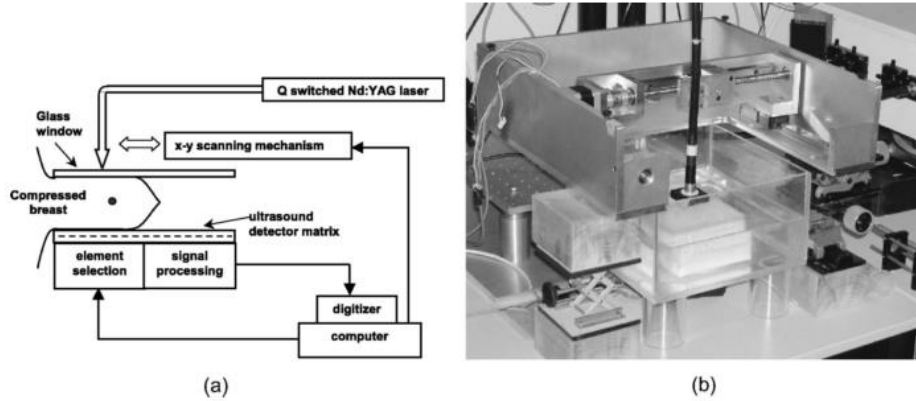 Q switched Nd:YAG laser
Glass
window
x-y scanning mechanism
Compressed
breast
ultrasound
detector matrix
element
selection
signal
processing
digitizer
computer
(a)
(b)